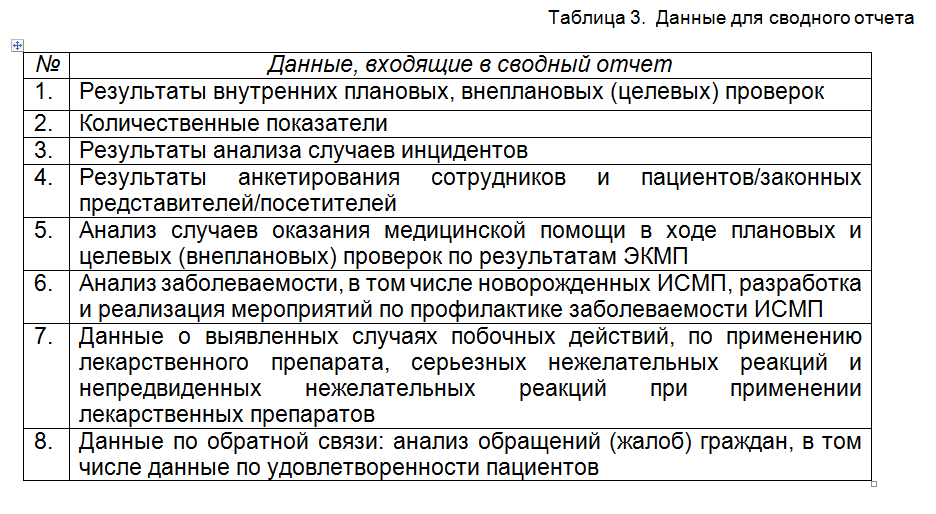 Таблица 3. Данные для сводного отчета
№ Данные, входящие в сводный отчет
1. Результаты внутренних плановых, внеплановых (целевых) проверок
2. Количественные показатели
3. Результаты анализа случаев инцидентов
4. Результаты анкетирования сотрудников и пациентов/законных
представителей/посетителей
5. Анализ случаев оказания медицинской помощи в ходе плановых и
целевых (внеплановых) проверок по результатам ЭКМП
6. Анализ заболеваемости, в том числе новорожденных ИСМП, разработка
и реализация мероприятий по профилактике заболеваемости ИСМП
7. Данные о выявленных случаях побочных действий, по применению
лекарственного препарата, серьезных нежелательных реакций и
непредвиденных нежелательных реакций при применении
лекарственных препаратов
8. Данные по обратной связи: анализ обращений (жалоб) граждан, в том
числе данные по удовлетворенности пациентов